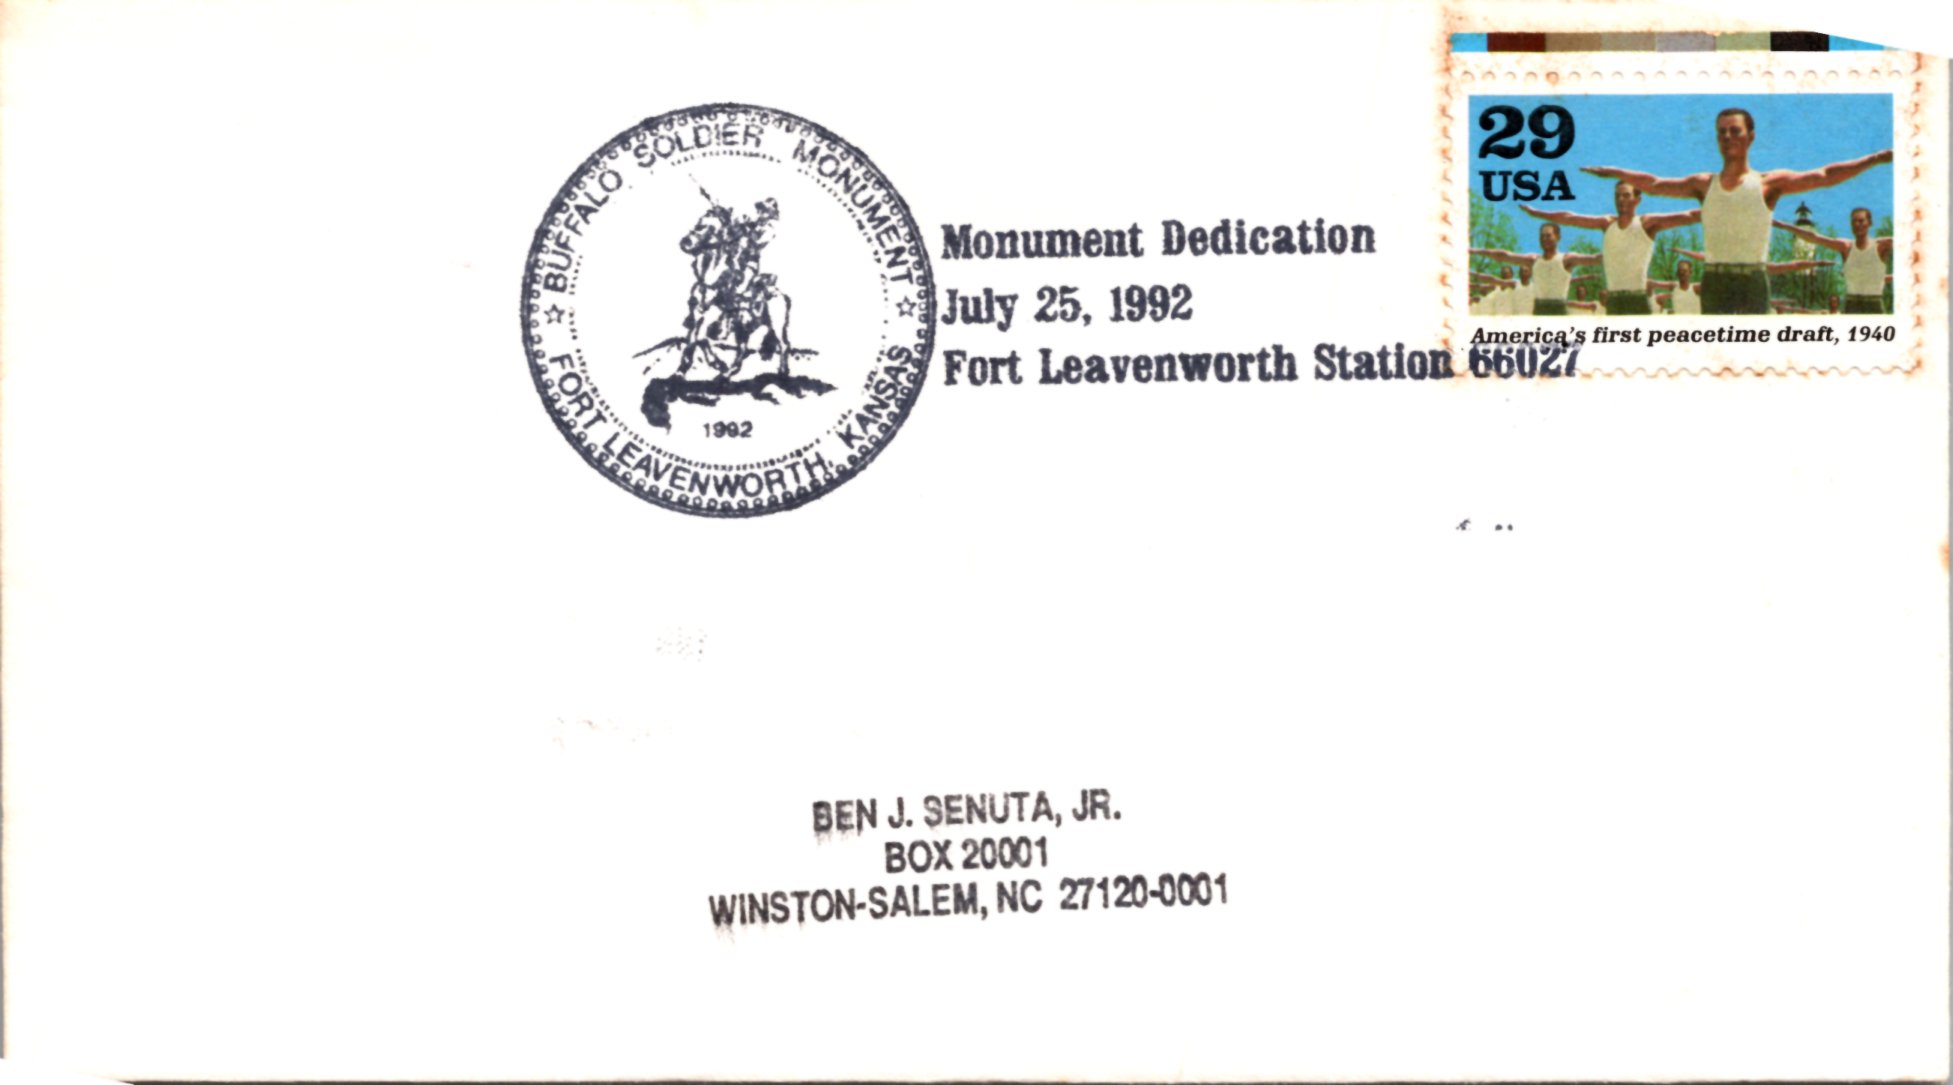 29
USA
America's first peacetime draft, 1940
BUFFALO SOLDIER MONUMENT
FORT LEAVENWORTH, KANSAS
1992
Monument Dedication
July 25, 1992
Fort Leavenworth Station 66027
BEN J. SENUTA, JR.
BOX 20001
WINSTON-SALEM, NC 27120-0001